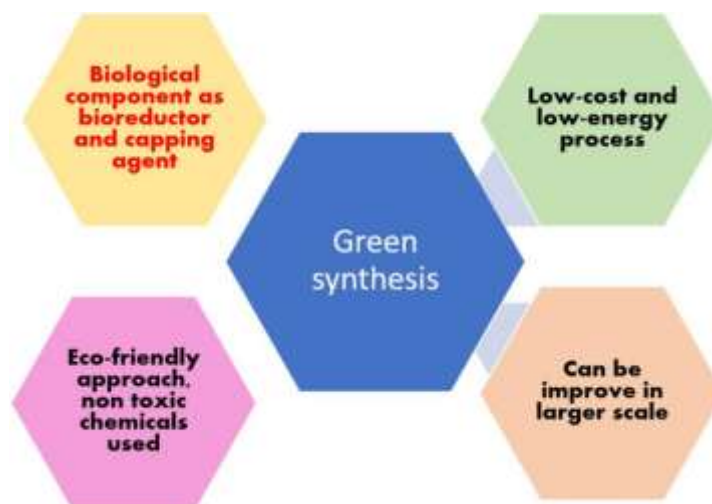 Biological
component as
bioreductor
and capping
agent
Low-cost and
low-energy
process
Green
synthesis
Eco-friendly
approach,
non toxic
chemicals
used
Can be
improve in
larger scale